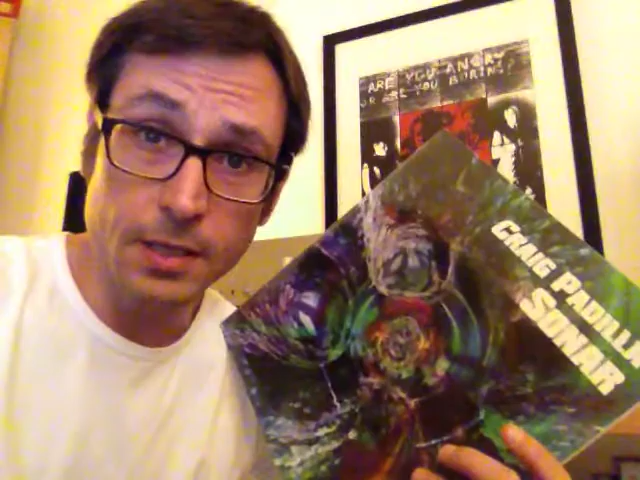 ARE YOU ANGRY
OR ARE YOU BORING?
CRAIG PADILLA
SONAR